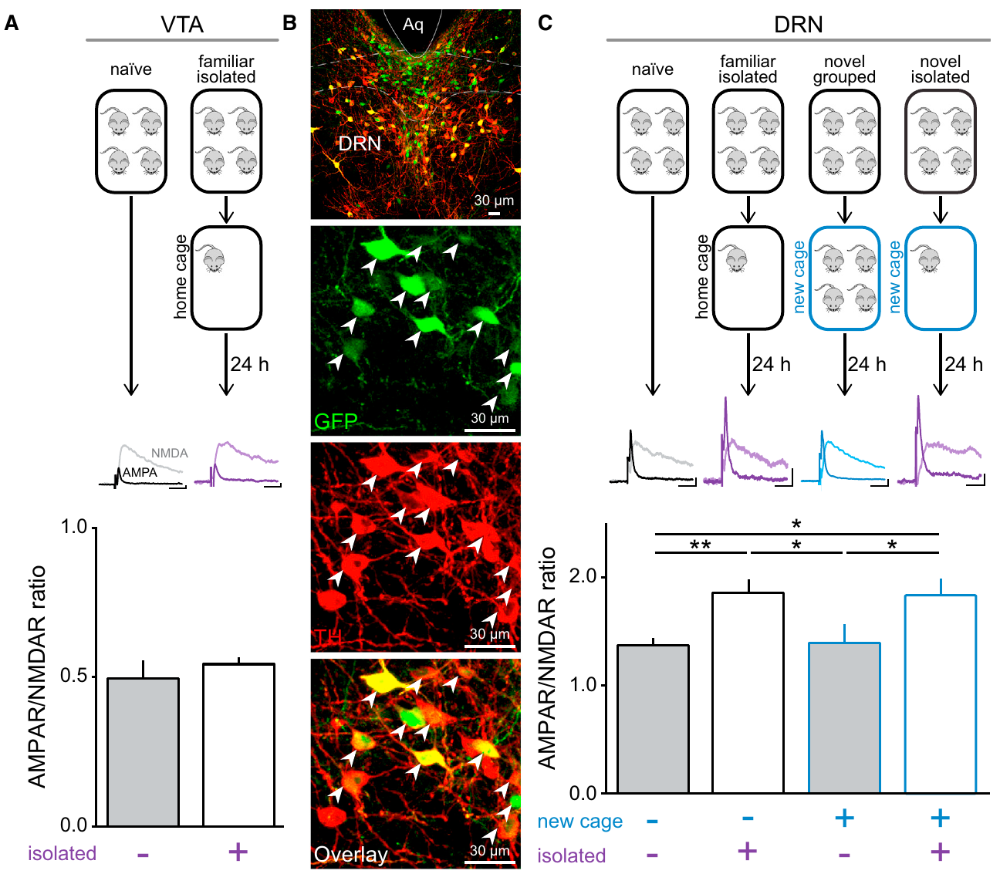 A
VTA
naïve
familiar
isolated
home cage
24 h
NMDA
AMPA
AMPAR/NMDAR ratio
1.0
0.5
0.0
isolated
-
+
B
Aq
DRN
30 µm
GFP
30 µm
TH
30 µm
Overlay
30 µm
C
DRN
naïve
familiar
isolated
novel
grouped
novel
isolated
home cage
new cage
new cage
24 h
24 h
24 h
AMPAR/NMDAR ratio
*
** * *
2.0
1.0
0.0
new cage - - + +
isolated - + - +